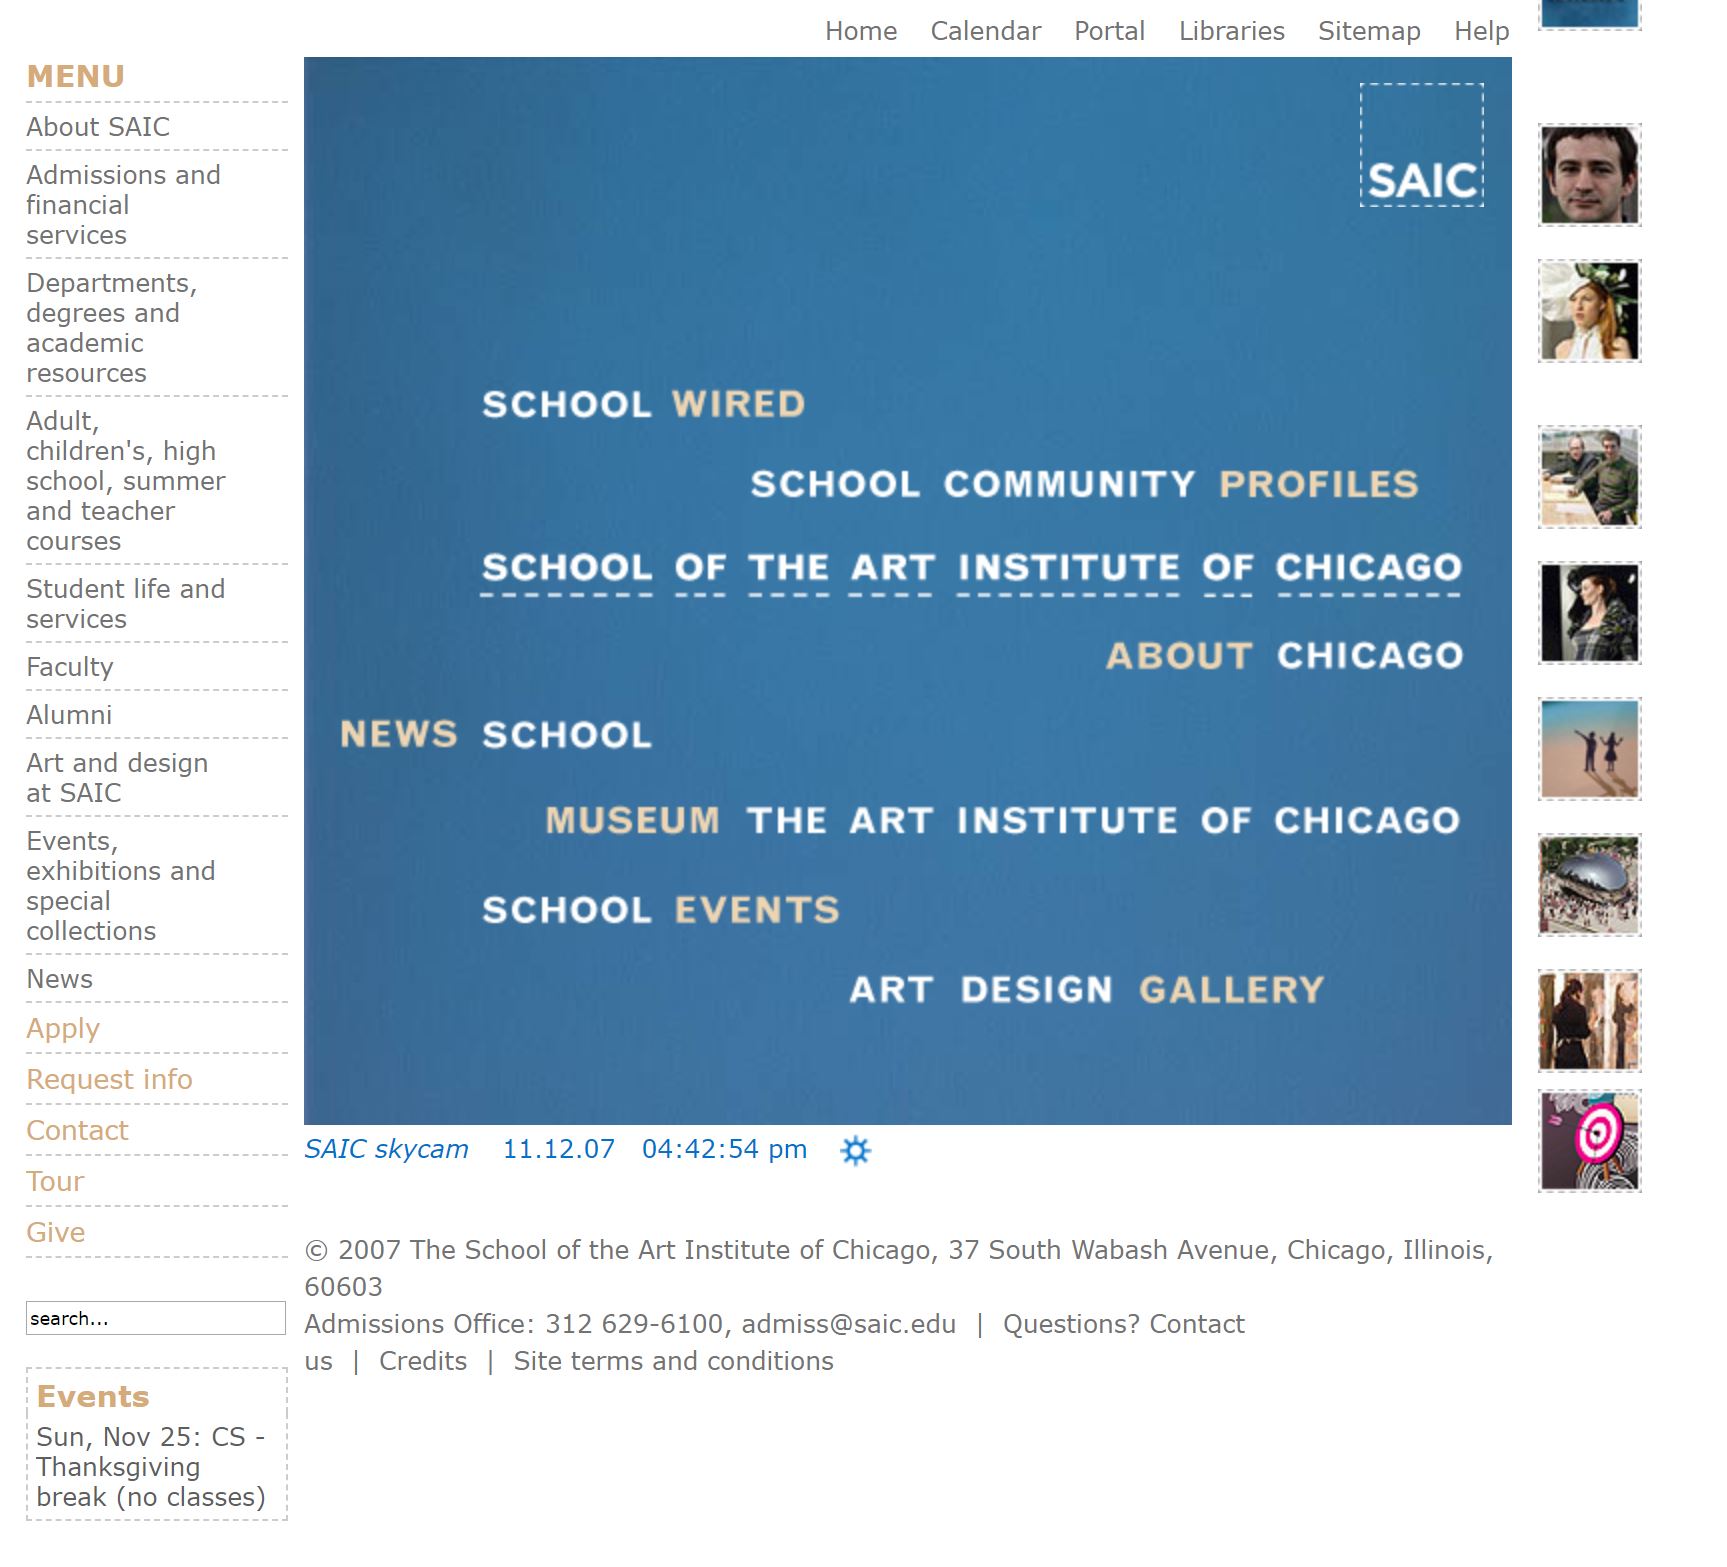 Home Calendar Portal Libraries Sitemap Help
MENU
About SAIC
Admissions and
financial
services
Departments,
degrees and
academic
resources
Adult,
children's, high
school, summer
and teacher
courses
Student life and
services
Faculty
Alumni
Art and design
at SAIC
Events,
exhibitions and
special
collections
News
Apply
Request info
Contact
Tour
Give
search...
Events
Sun, Nov 25: CS -
Thanksgiving
break (no classes)
SAIC
SCHOOL WIRED
SCHOOL COMMUNITY PROFILES
SCHOOL OF THE ART INSTITUTE OF CHICAGO
ABOUT CHICAGO
NEWS SCHOOL
MUSEUM THE ART INSTITUTE OF CHICAGO
SCHOOL EVENTS
ART DESIGN GALLERY
SAIC skycam 11.12.07 04:42:54 pm
© 2007 The School of the Art Institute of Chicago, 37 South Wabash Avenue, Chicago, Illinois,
60603
Admissions Office: 312 629-6100, admiss@saic.edu | Questions? Contact
us | Credits | Site terms and conditions